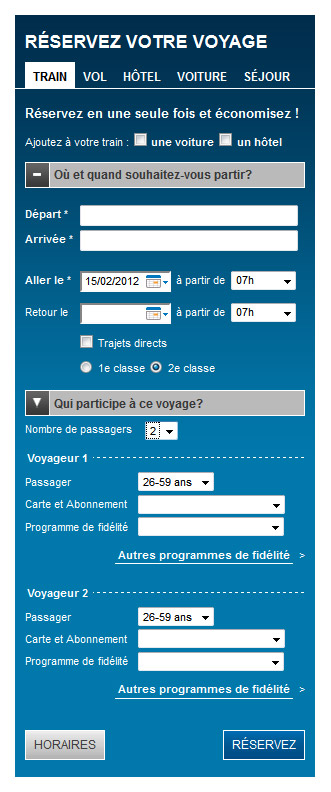 RÉSERVEZ VOTRE VOYAGE
TRAIN VOL HÔTEL VOITURE SÉJOUR
Réservez en une seule fois et économisez !
Ajoutez à votre train : une voiture un hôtel
Où et quand souhaitez-vous partir?
Départ *
Arrivée *
Aller le * 15/02/2012 à partir de 07h
Retour le à partir de 07h
Trajets directs
1e classe 2e classe
Qui participe à ce voyage?
Nombre de passagers 2
Voyageur 1
Passager 26-59 ans
Carte et Abonnement
Programme de fidélité
Autres programmes de fidélité >
Voyageur 2
Passager 26-59 ans
Carte et Abonnement
Programme de fidélité
Autres programmes de fidélité >
HORAIRES RÉSERVEZ